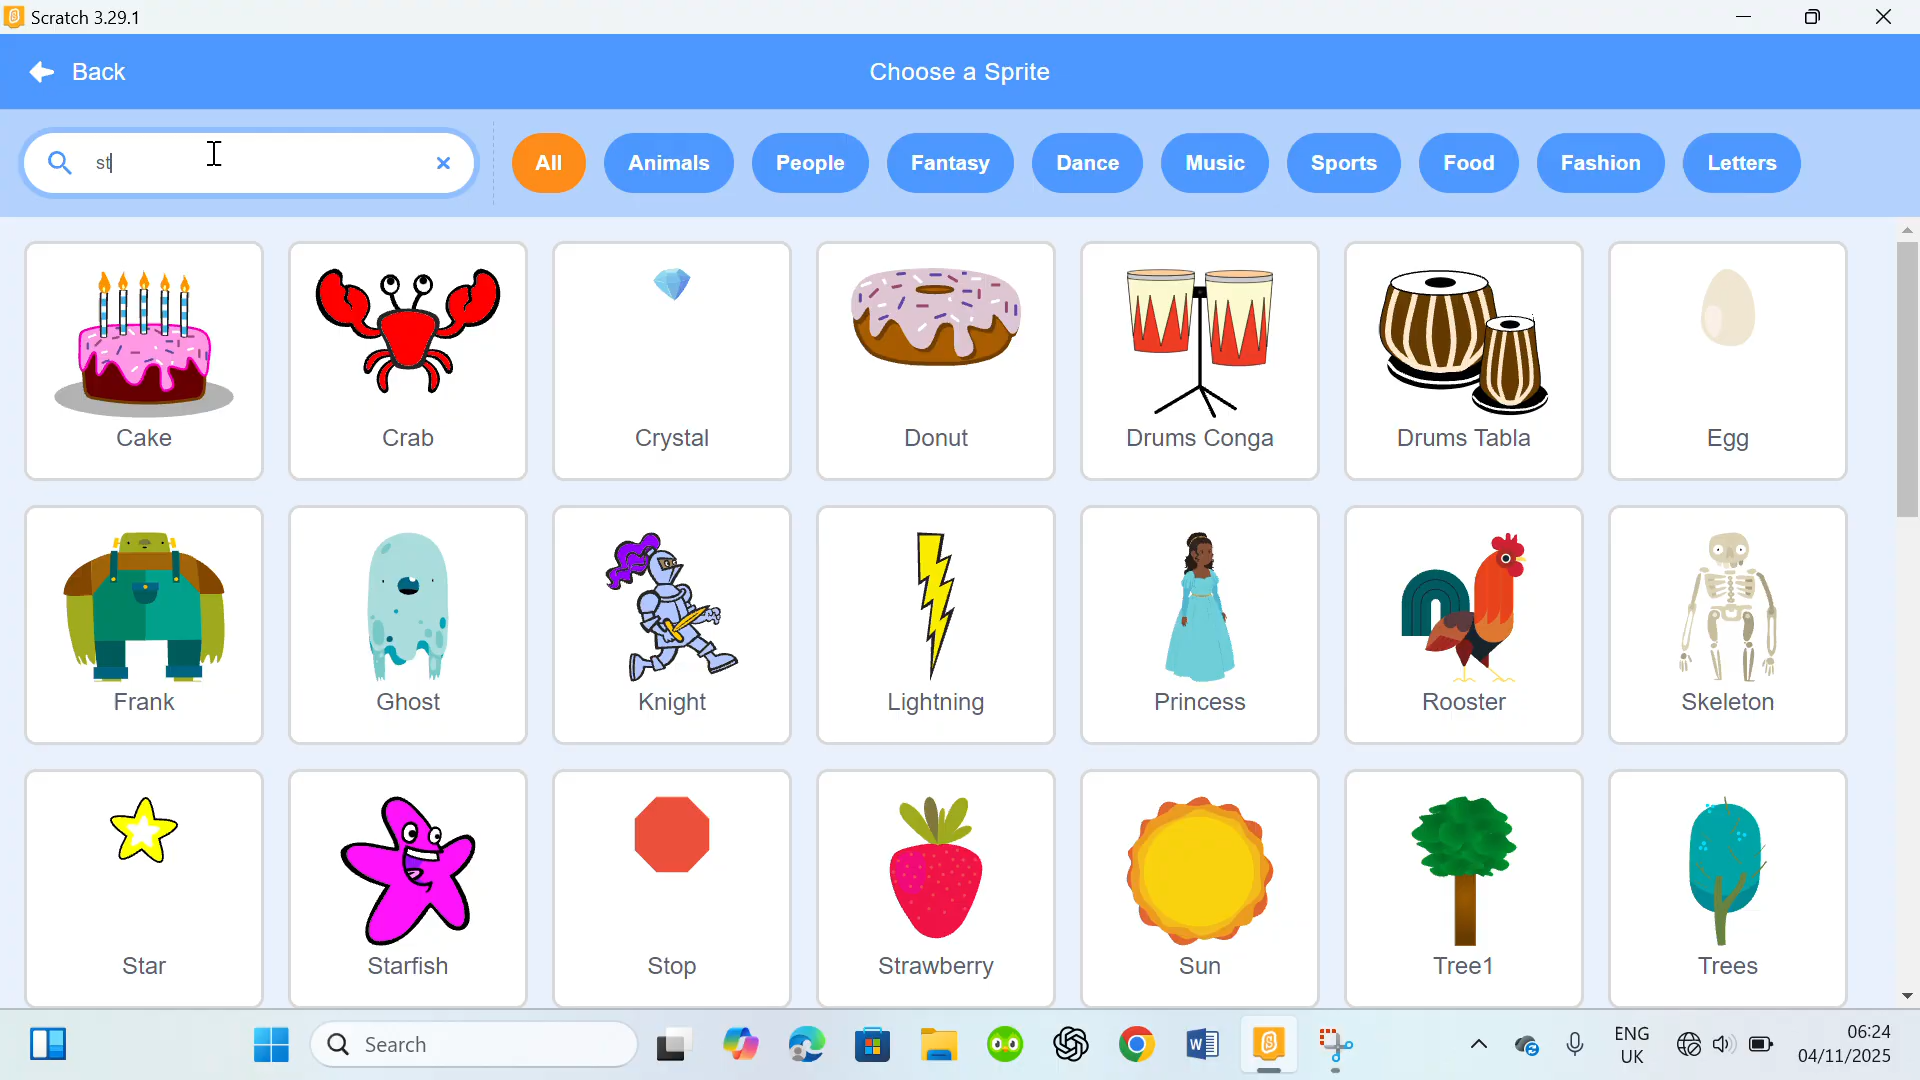 Scratch 3.29.1
Back
Choose a Sprite
st
All
Animals
People
Fantasy
Dance
Music
Sports
Food
Fashion
Letters
Cake
Crab
Crystal
Donut
Drums Conga
Drums Tabla
Egg
Frank
Ghost
Knight
Lightning
Princess
Rooster
Skeleton
Star
Starfish
Stop
Strawberry
Sun
Tree1
Trees
Search
ENG
UK
06:24
04/11/2025